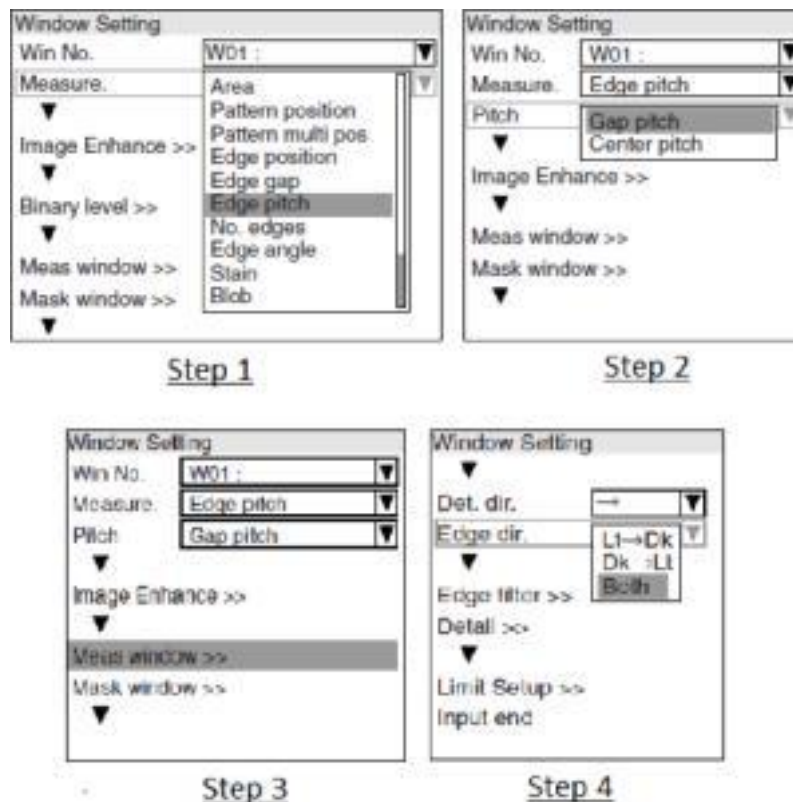 Window Setting
Win No. W01 :
Measure.
Area
Pattern position
Pattern multi pos
Edge position
Edge gap
Edge pitch
No. edges
Edge angle
Stain
Blob
Image Enhance >>
Binary level >>
Meas window >>
Mask window >>
Step 1
Window Setting
Win No. W01 :
Measure. Edge pitch
Pitch
Gap pitch
Center pitch
Image Enhance >>
Meas window >>
Mask window >>
Step 2
Window Setting
Win No. W01 :
Measure. Edge pitch
Pitch Gap pitch
Image Enhance >>
Meas window >>
Mask window >>
Step 3
Window Setting
Det. dir. →
Edge dir.
Lt→Dk
Dk→Lt
Both
Edge filter >>
Detail >>
Limit Setup >>
Input end
Step 4